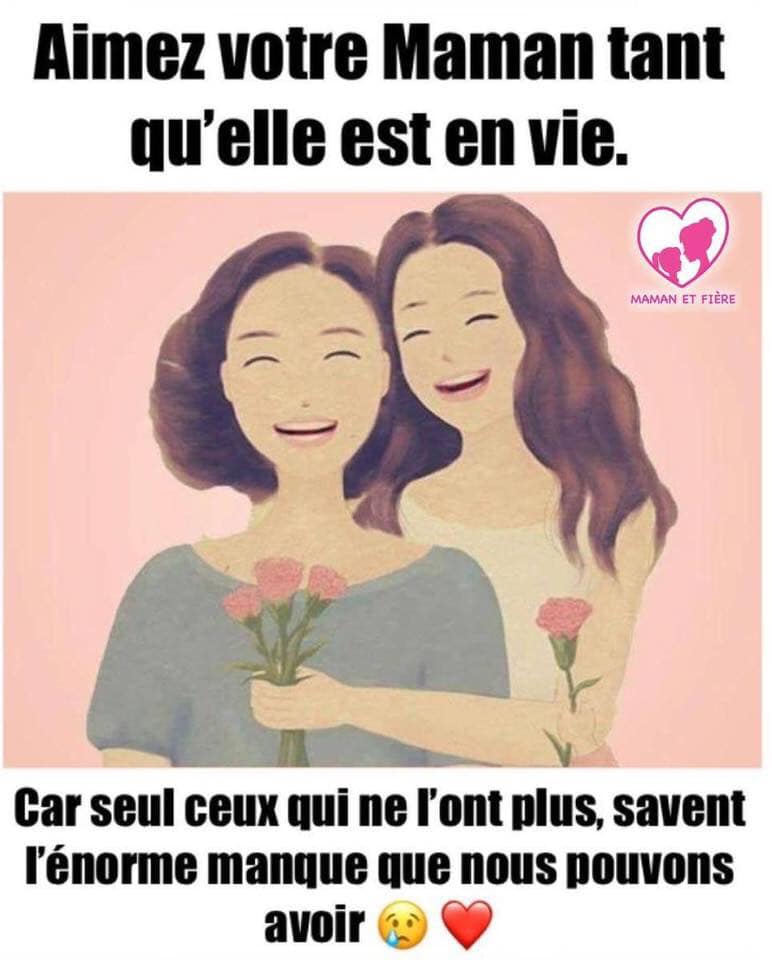 Aimez votre Maman tant
qu'elle est en vie.
MAMAN ET FIÈRE
Car seul ceux qui ne l'ont plus, savent
l'énorme manque que nous pouvons
avoir 😢 ❤️